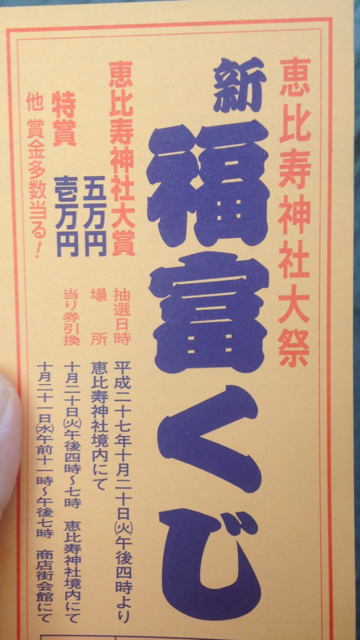 恵比寿神社大祭
新福富くじ
恵比寿神社大賞 五万円
特賞 壱万円
他 賞金多数当る!
抽選日時 平成二十七年十月二十日㈫午後四時より
場所 恵比寿神社境内にて
当り券引換 十月二十日㈫午後四時〜七時 恵比寿神社境内にて
十月二十一日㈬午前十一時〜午後七時 商店街会館にて